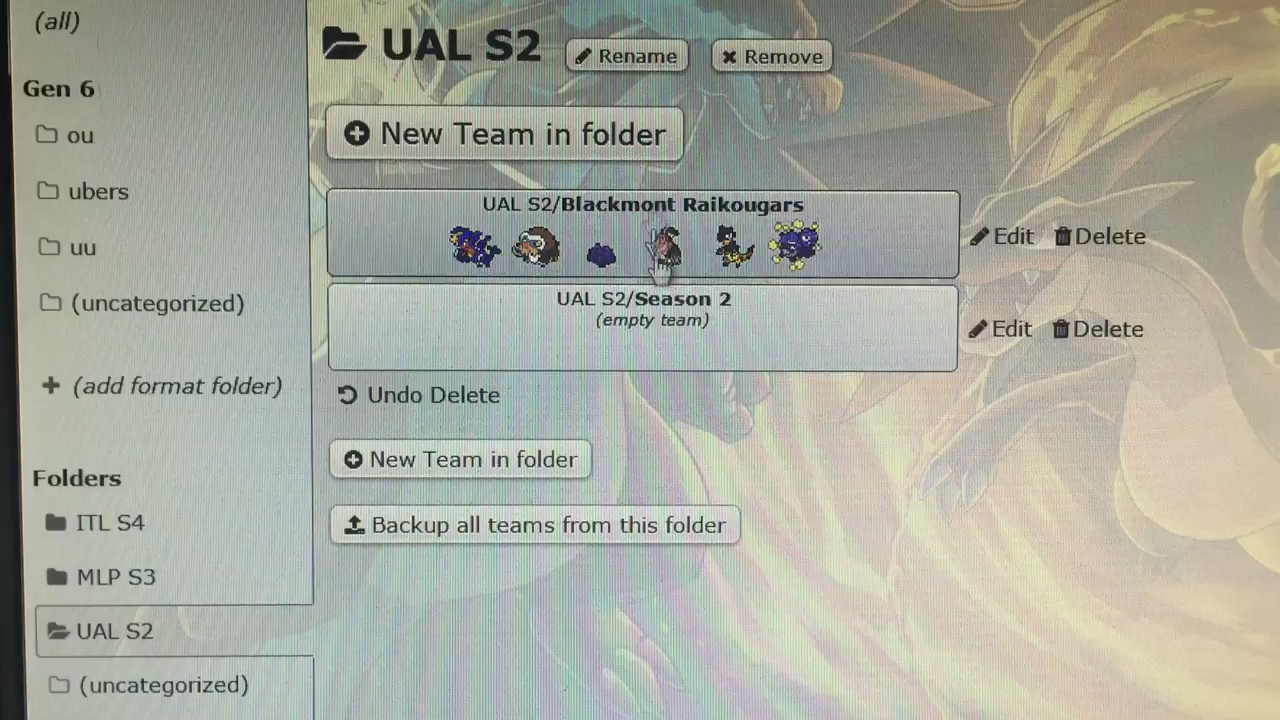 (all)
Gen 6
ou
ubers
uu
(uncategorized)
(add format folder)
Folders
ITL S4
MLP S3
UAL S2
(uncategorized)
UAL S2
Rename
Remove
New Team in folder
UAL S2/Blackmont Raikougars
Edit
Delete
UAL S2/Season 2
(empty team)
Edit
Delete
Undo Delete
New Team in folder
Backup all teams from this folder